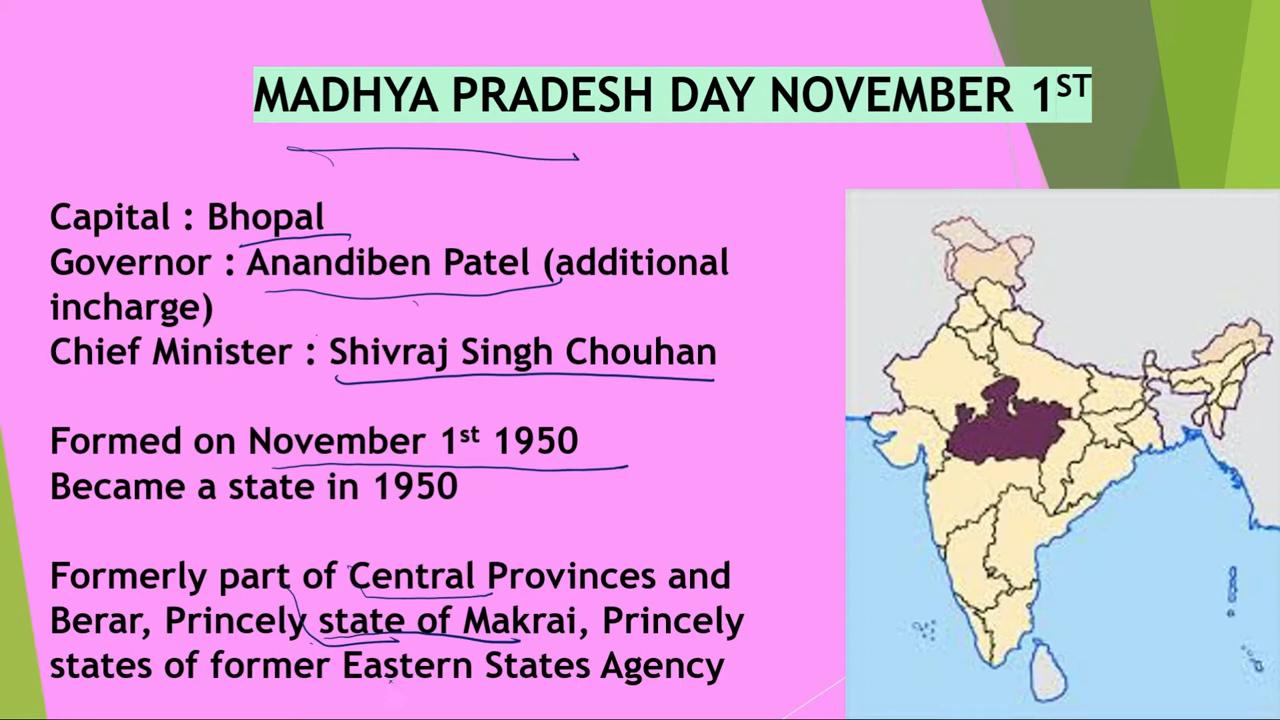 MADHYA PRADESH DAY NOVEMBER 1ST
Capital : Bhopal
Governor : Anandiben Patel (additional
incharge)
Chief Minister : Shivraj Singh Chouhan
Formed on November 1st 1950
Became a state in 1950
Formerly part of Central Provinces and
Berar, Princely state of Makrai, Princely
states of former Eastern States Agency